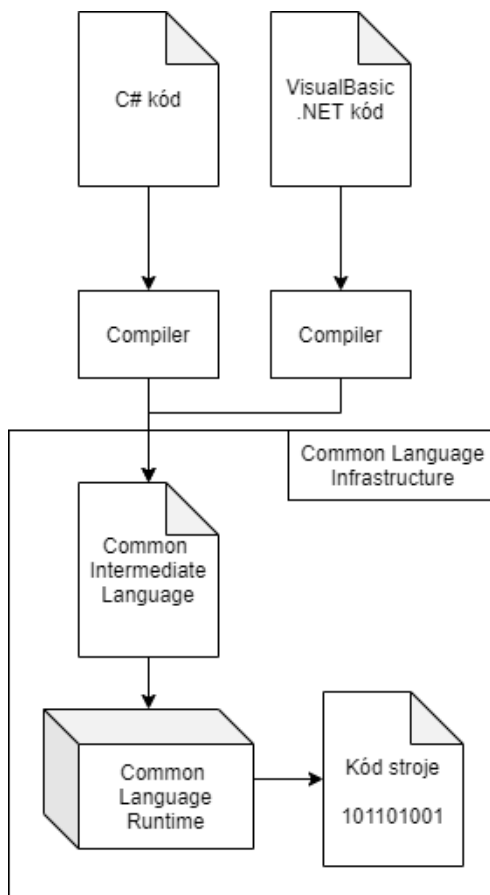 C# kód
VisualBasic
.NET kód
Compiler
Compiler
Common Language
Infrastructure
Common
Intermediate
Language
Common
Language
Runtime
Kód stroje
101101001